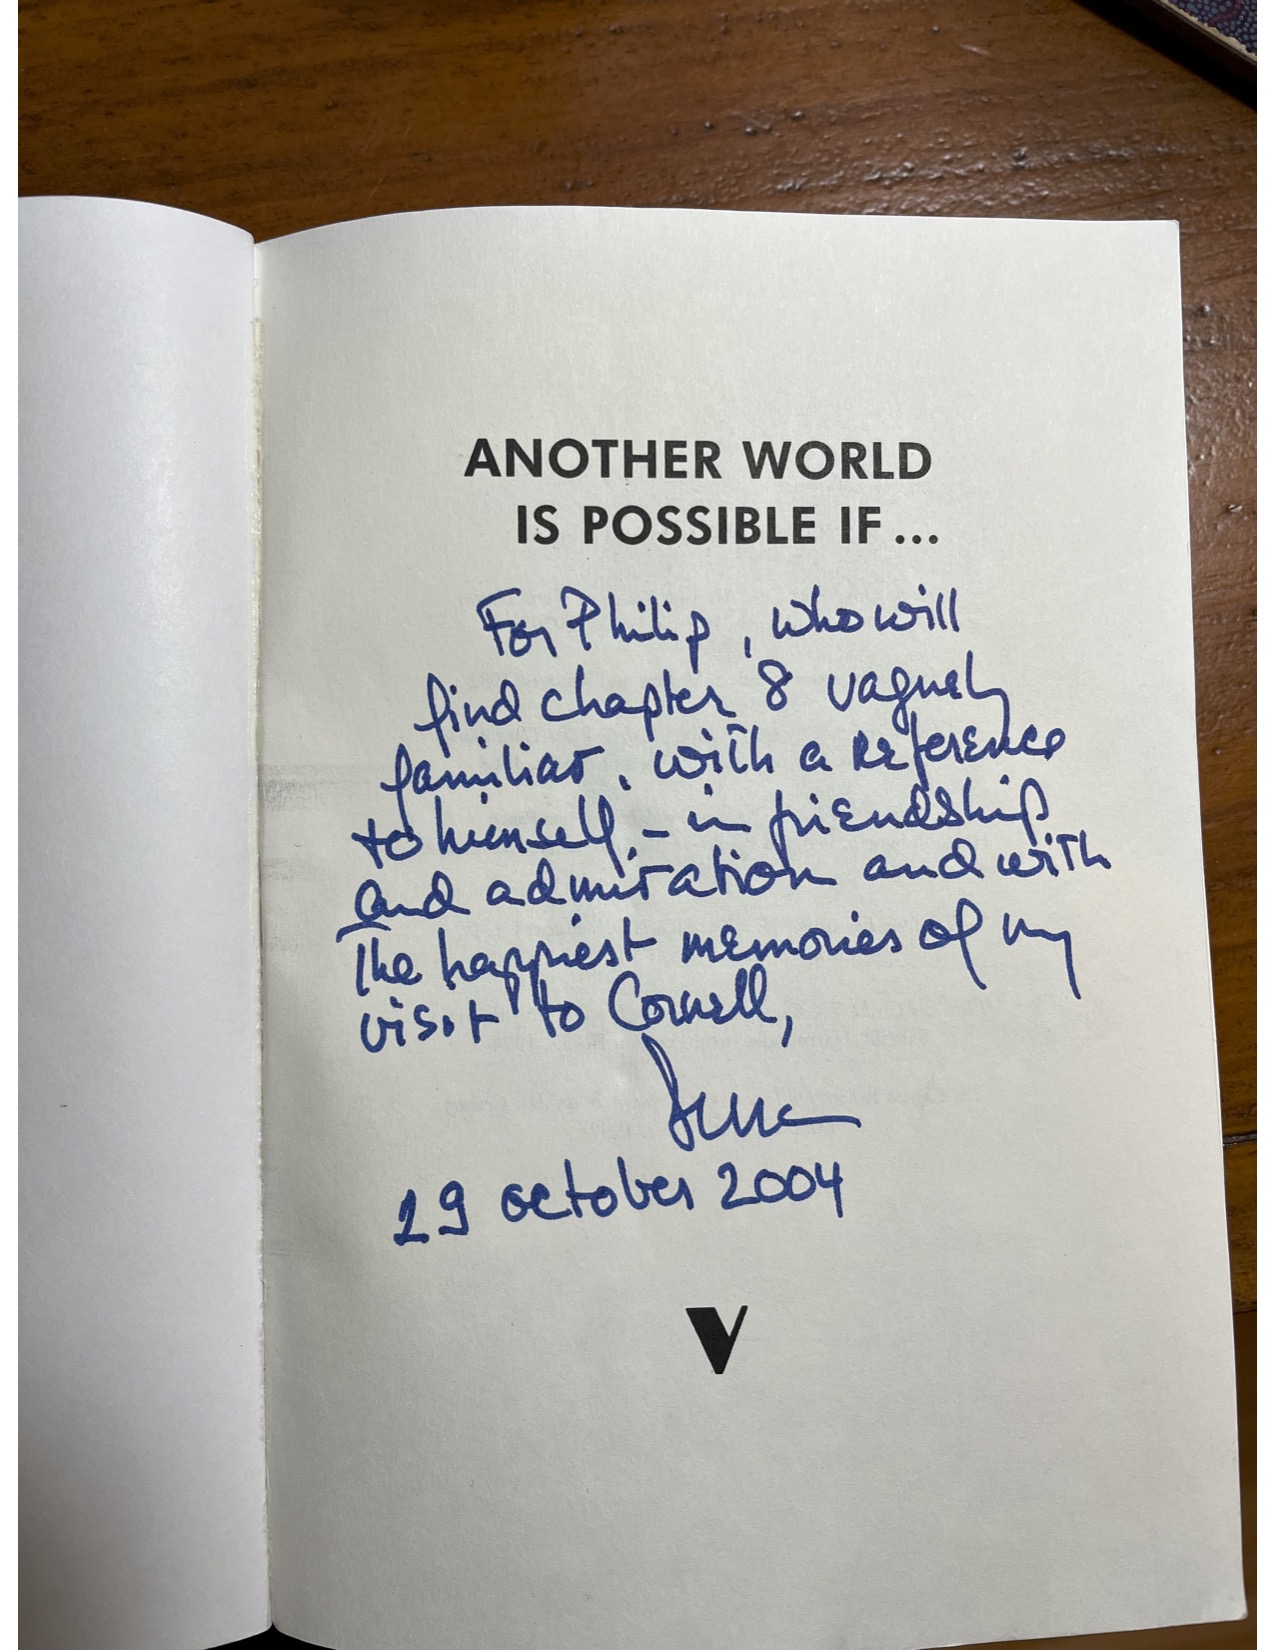 ANOTHER WORLD
IS POSSIBLE IF...
For Philip, who will
find chapter 8 vaguely
familiar, with a reference
to himself, – in friendship
and admiration and with
The happiest memories of my
visit to Cornell,
Susan
29 october 2004
V